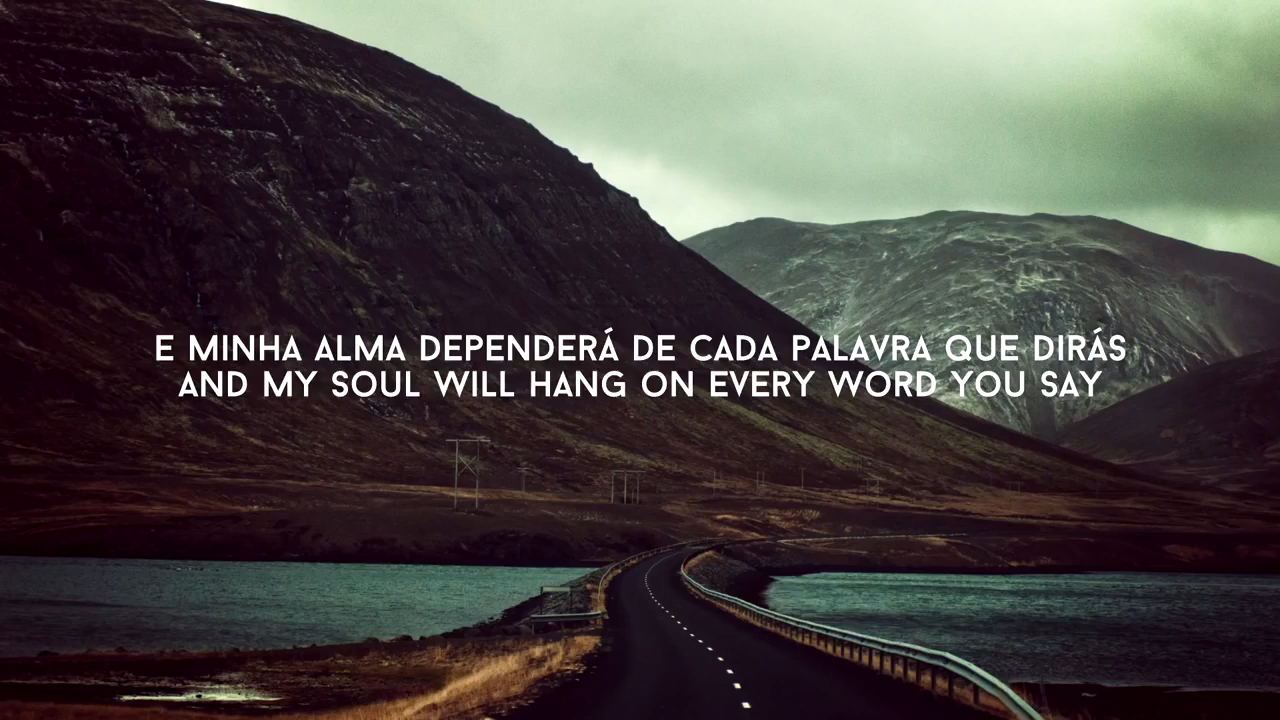 E MINHA ALMA DEPENDERÁ DE CADA PALAVRA QUE DIRÁS
AND MY SOUL WILL HANG ON EVERY WORD YOU SAY